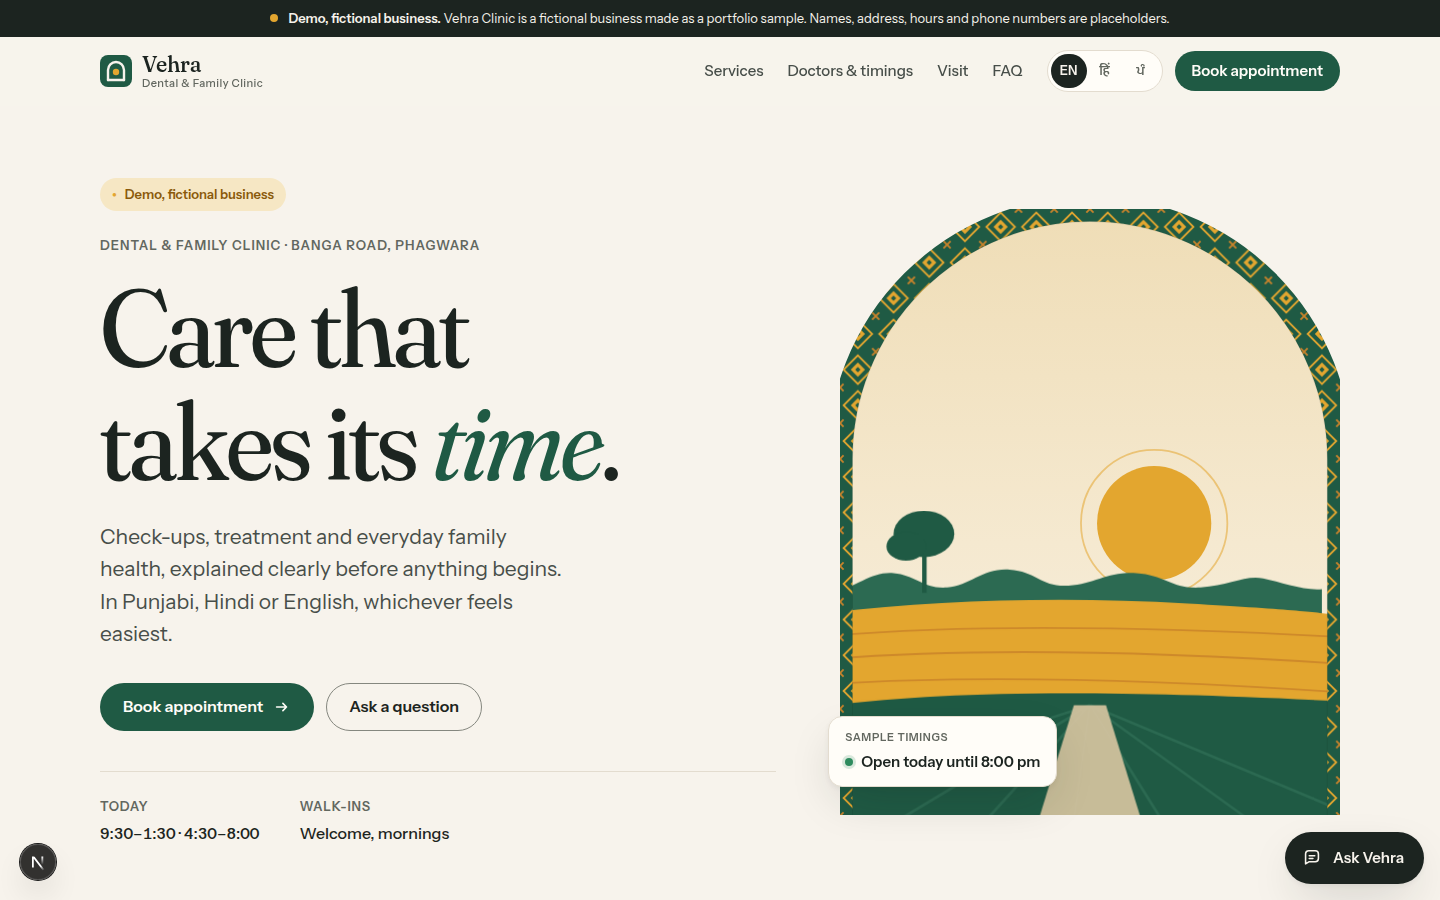 Demo, fictional business. Vehra Clinic is a fictional business made as a portfolio sample. Names, address, hours and phone numbers are placeholders.
Vehra
Dental & Family Clinic
Services
Doctors & timings
Visit
FAQ
EN
हिं
ਪੰ
Book appointment
Demo, fictional business
DENTAL & FAMILY CLINIC · BANGA ROAD, PHAGWARA
Care that
takes its time.
Check-ups, treatment and everyday family
health, explained clearly before anything begins.
In Punjabi, Hindi or English, whichever feels
easiest.
Book appointment
Ask a question
SAMPLE TIMINGS
Open today until 8:00 pm
TODAY
9:30–1:30 · 4:30–8:00
WALK-INS
Welcome, mornings
N
Ask Vehra